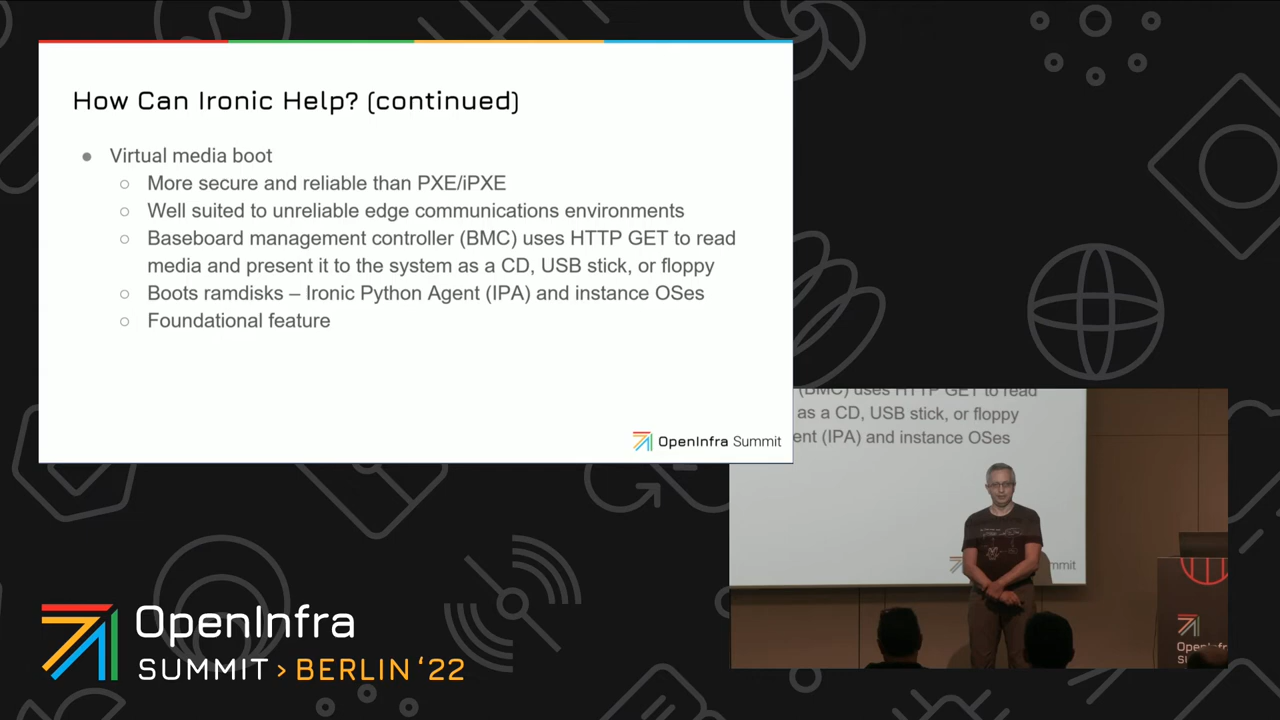 How Can Ironic Help? (continued)
● Virtual media boot
○ More secure and reliable than PXE/iPXE
○ Well suited to unreliable edge communications environments
○ Baseboard management controller (BMC) uses HTTP GET to read
media and present it to the system as a CD, USB stick, or floppy
○ Boots ramdisks – Ironic Python Agent (IPA) and instance OSes
○ Foundational feature
OpenInfra Summit
(BMC) uses HTTP GET to read
as a CD, USB stick, or floppy
ent (IPA) and instance OSes
mmit
OpenInfra
SUMMIT > BERLIN ‘22